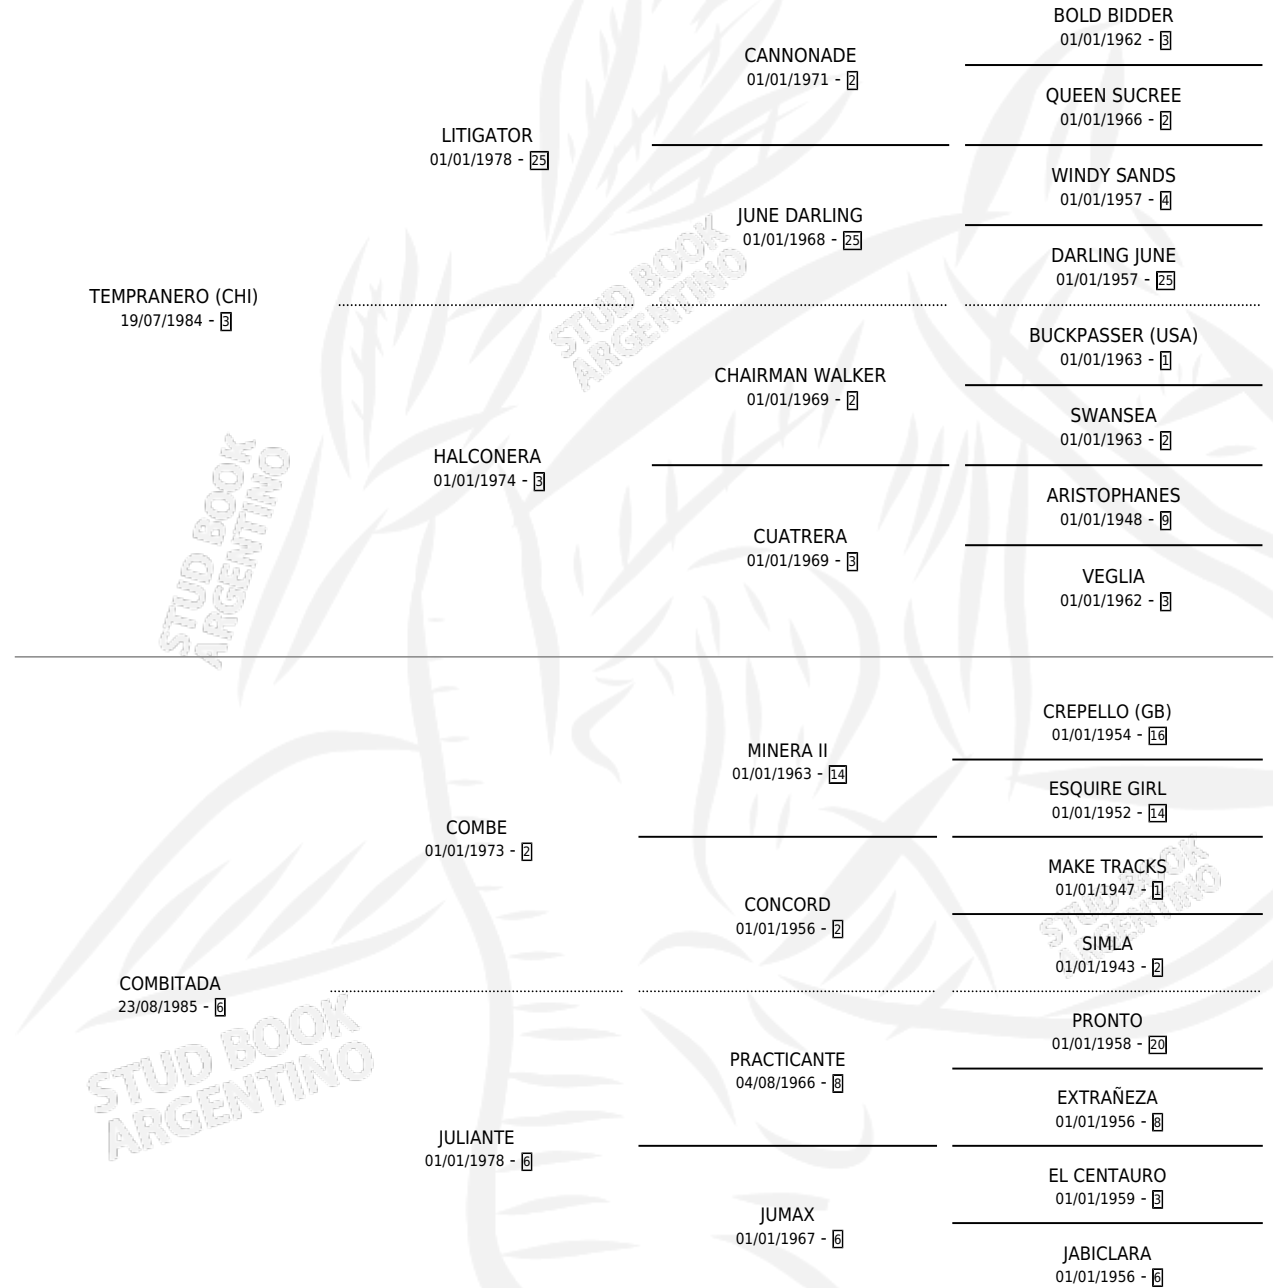 BOLD BIDDER
01/01/1962 - 3
CANNONADE
01/01/1971 - 2
QUEEN SUCREE
01/01/1966 - 2
LITIGATOR
01/01/1978 - 25
WINDY SANDS
01/01/1957 - 4
JUNE DARLING
01/01/1968 - 25
DARLING JUNE
01/01/1957 - 25
TEMPRANERO (CHI)
19/07/1984 - 3
STUD BOOK
ARGENTINO
BUCKPASSER (USA)
01/01/1963 - 1
CHAIRMAN WALKER
01/01/1969 - 2
SWANSEA
01/01/1963 - 2
HALCONERA
01/01/1974 - 3
ARISTOPHANES
01/01/1948 - 9
CUATRERA
01/01/1969 - 3
VEGLIA
01/01/1962 - 3
STUD BOOK
ARGENTINO
CREPELLO (GB)
01/01/1954 - 16
MINERA II
01/01/1963 - 14
ESQUIRE GIRL
01/01/1952 - 14
COMBE
01/01/1973 - 2
MAKE TRACKS
01/01/1947 - 1
CONCORD
01/01/1956 - 2
SIMLA
01/01/1943 - 2
STUD BOOK
ARGENTINO
COMBITADA
23/08/1985 - 6
PRONTO
01/01/1958 - 20
PRACTICANTE
04/08/1966 - 8
EXTRAÑEZA
01/01/1956 - 8
STUD BOOK
ARGENTINO
JULIANTE
01/01/1978 - 6
EL CENTAURO
01/01/1959 - 3
JUMAX
01/01/1967 - 6
JABICLARA
01/01/1956 - 6